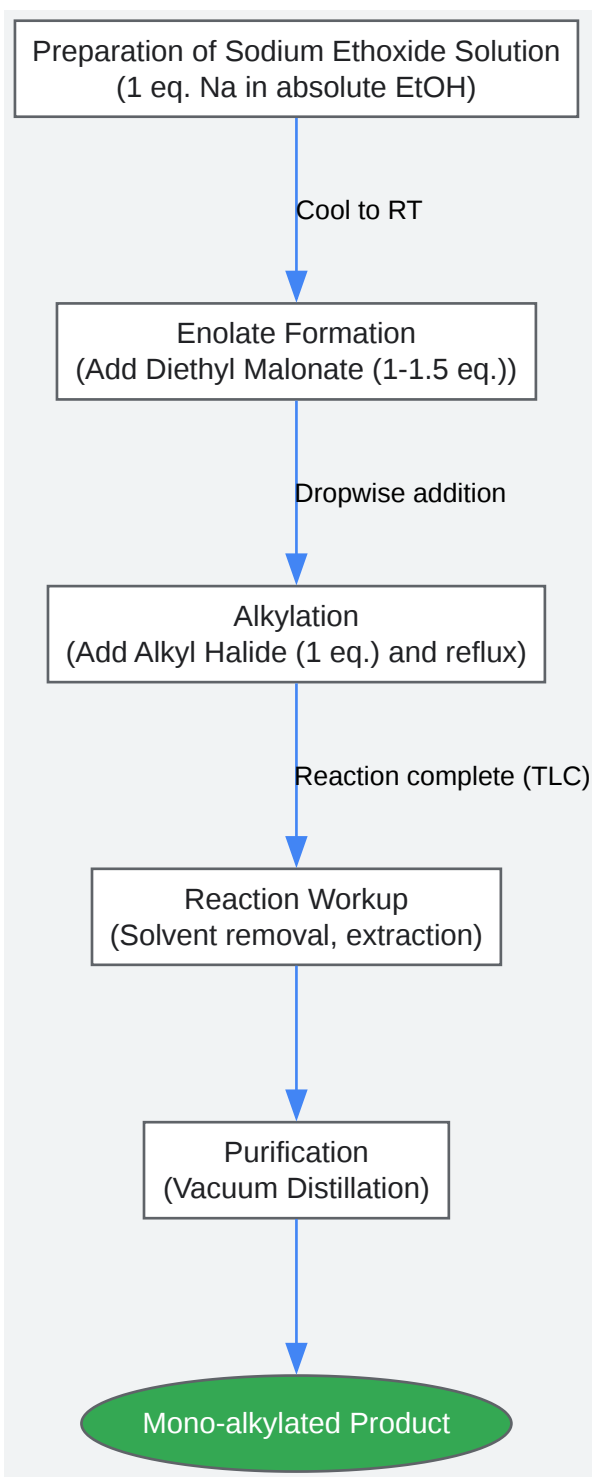 Preparation of Sodium Ethoxide Solution
(1 eq. Na in absolute EtOH)
Cool to RT
Enolate Formation
(Add Diethyl Malonate (1-1.5 eq.))
Dropwise addition
Alkylation
(Add Alkyl Halide (1 eq.) and reflux)
Reaction complete (TLC)
Reaction Workup
(Solvent removal, extraction)
Purification
(Vacuum Distillation)
Mono-alkylated Product